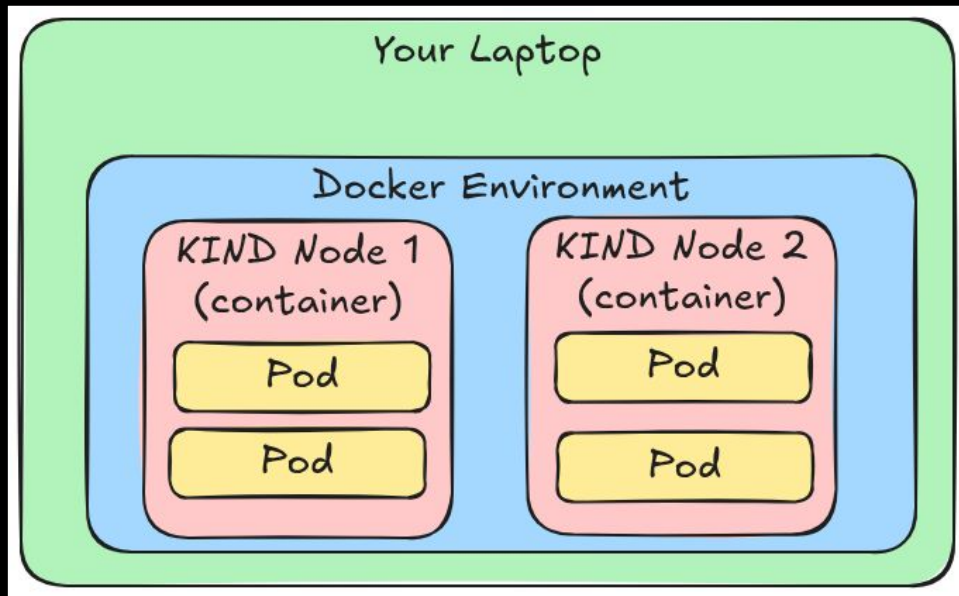 Your Laptop
Docker Environment
KIND Node 1
(container)
Pod
Pod
KIND Node 2
(container)
Pod
Pod